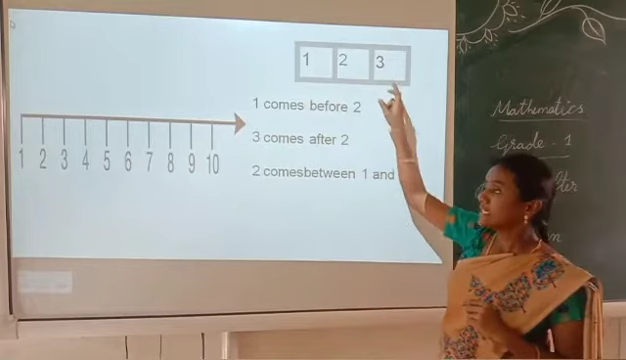 1 2 3
1 comes before 2
3 comes after 2
2 comesbetween 1 and
1 2 3 4 5 6 7 8 9 10
Mathematics
Grade - 1